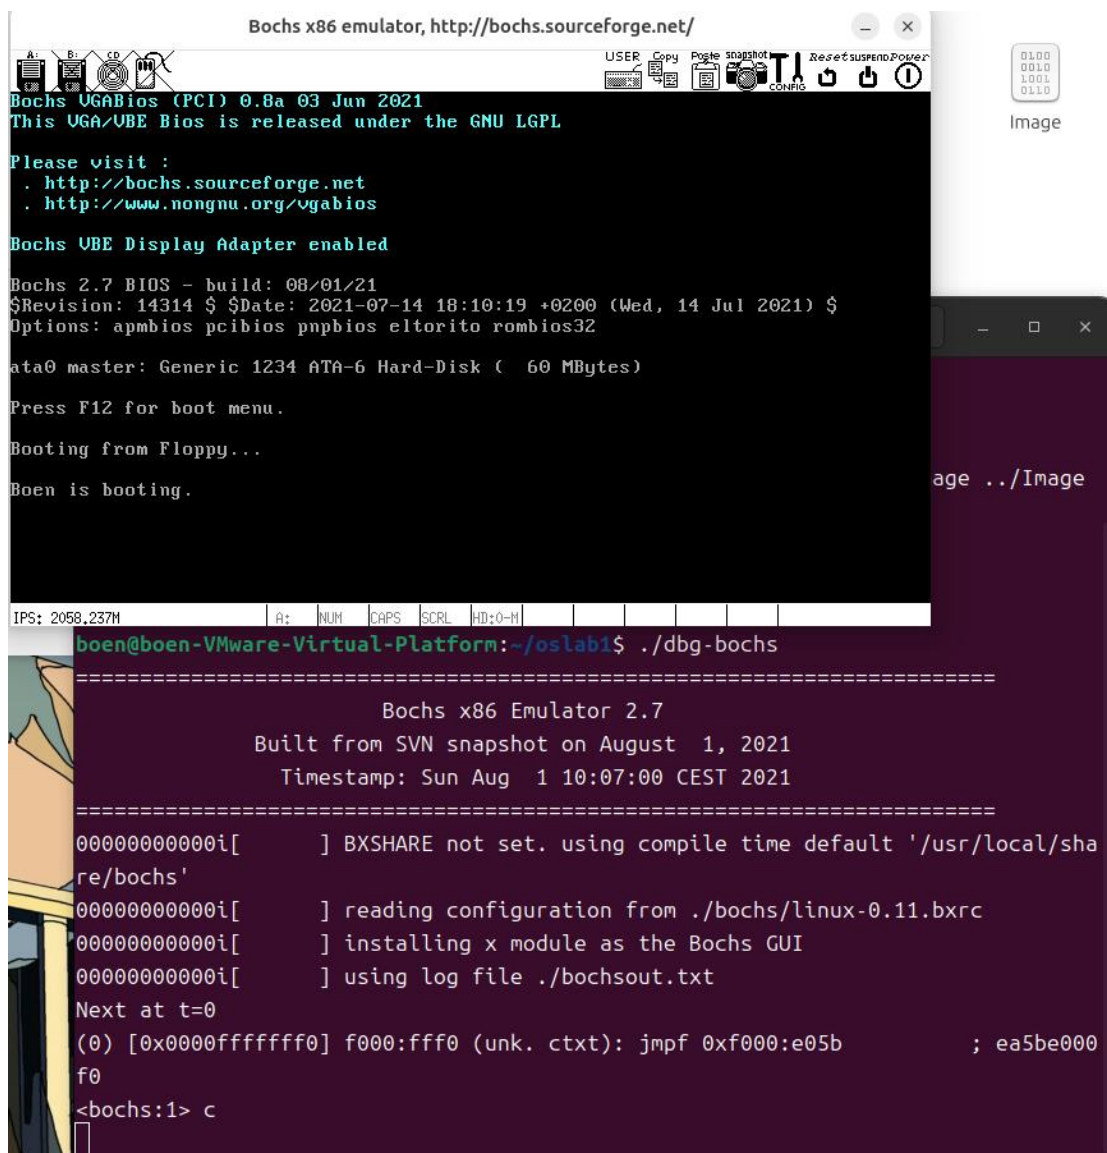 Bochs x86 emulator, http://bochs.sourceforge.net/
A: B: CD
USER Copy Paste snapshot CONFIG Reset SUSPEND Power
Bochs VGABios (PCI) 0.8a 03 Jun 2021
This VGA/VBE Bios is released under the GNU LGPL
Please visit :
. http://bochs.sourceforge.net
. http://www.nongnu.org/vgabios
Bochs VBE Display Adapter enabled
Bochs 2.7 BIOS - build: 08/01/21
$Revision: 14314 $ $Date: 2021-07-14 18:10:19 +0200 (Wed, 14 Jul 2021) $
Options: apmbios pcibios pnpbios eltorito rombios32
ata0 master: Generic 1234 ATA-6 Hard-Disk ( 60 MBytes)
Press F12 for boot menu.
Booting from Floppy...
Boen is booting.
IPS: 2058.237M A: NUM CAPS SCRL HD:0-M
0100
0010
1001
0110
Image
age ../Image
boen@boen-VMware-Virtual-Platform:~/oslab1$ ./dbg-bochs
========================================================================
Bochs x86 Emulator 2.7
Built from SVN snapshot on August  1, 2021
Timestamp: Sun Aug  1 10:07:00 CEST 2021
========================================================================
00000000000i[      ] BXSHARE not set. using compile time default '/usr/local/sha
re/bochs'
00000000000i[      ] reading configuration from ./bochs/linux-0.11.bxrc
00000000000i[      ] installing x module as the Bochs GUI
00000000000i[      ] using log file ./bochsout.txt
Next at t=0
(0) [0x0000fffffff0] f000:fff0 (unk. ctxt): jmpf 0xf000:e05b          ; ea5be000
f0
<bochs:1> c